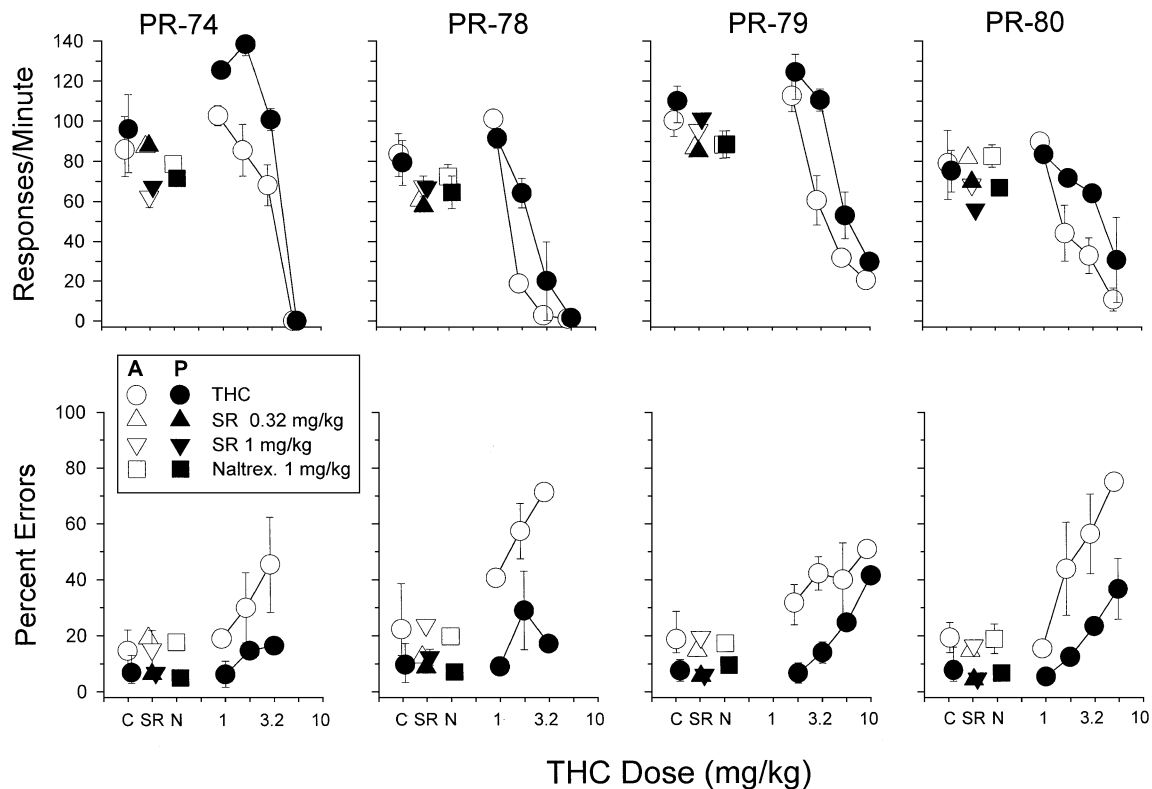 PR-74 PR-78 PR-79 PR-80
Responses/Minute
140
120
100
80
60
40
20
0
A P
THC
SR 0.32 mg/kg
SR 1 mg/kg
Naltrex. 1 mg/kg
Percent Errors
100
80
60
40
20
0
C SR N 1 3.2 10 C SR N 1 3.2 10 C SR N 1 3.2 10 C SR N 1 3.2 10
THC Dose (mg/kg)